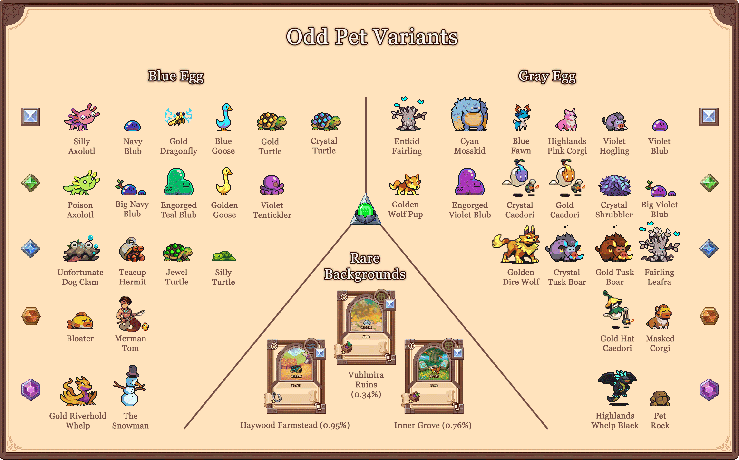 Odd Pet Variants
Blue Egg
Gray Egg
Silly Axolotl
Navy Blub
Gold Dragonfly
Blue Goose
Gold Turtle
Crystal Turtle
Entkid Fairling
Cyan Mosskid
Blue Fawn
Highlands Pink Corgi
Violet Hogling
Violet Blub
Poison Axolotl
Big Navy Blub
Engorged Teal Blub
Golden Goose
Violet Tentickler
Golden Wolf Pup
Engorged Violet Blub
Crystal Caedori
Gold Caedori
Crystal Shrubbler
Big Violet Blub
Unfortunate Dog Clam
Teacup Hermit
Jewel Turtle
Silly Turtle
Golden Dire Wolf
Crystal Tusk Boar
Gold Tusk Boar
Fairling Leafra
Bloater
Merman Tom
Gold Hat Caedori
Masked Corgi
Gold Riverhold Whelp
The Snowman
Highlands Whelp Black
Pet Rock
Rare
Backgrounds
Vuhlmira
Ruins
(0.34%)
Haywood Farmstead (0.95%)
Inner Grove (0.76%)